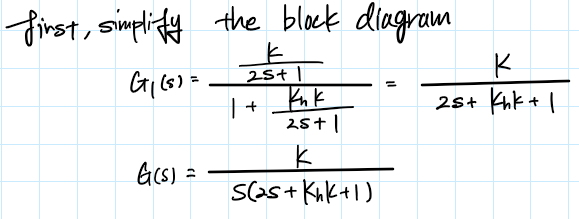 first, simplify the block diagram
G₁(s) = (K/(2s+1)) / (1 + KₕK/(2s+1)) = K/(2s + KₕK + 1)
G(s) = K/(s(2s+KₕK+1))